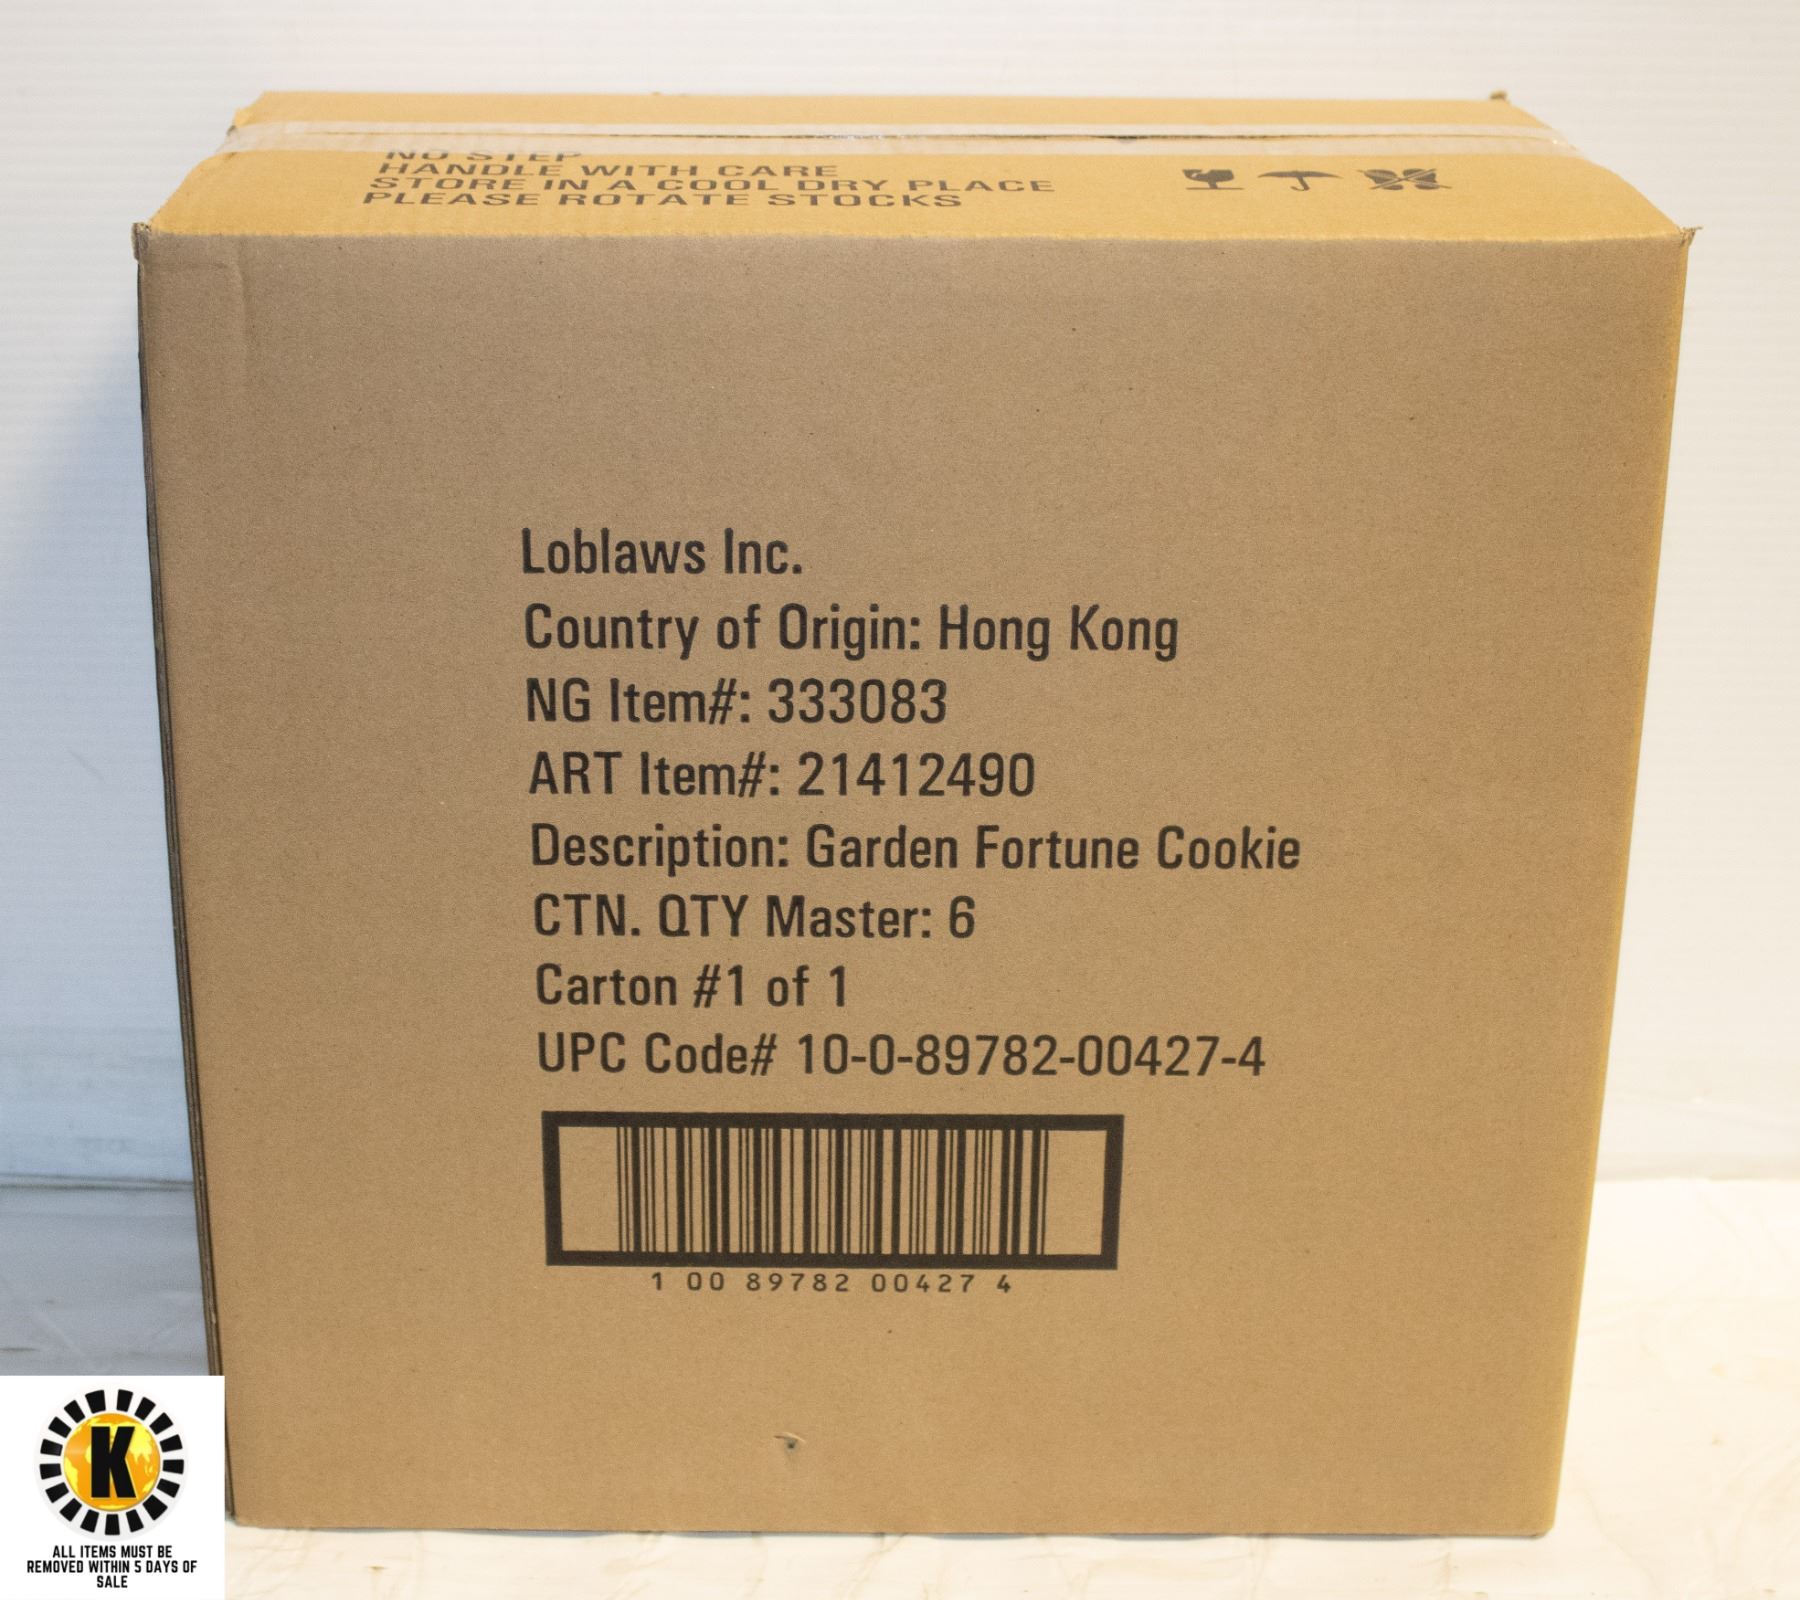 NO STEP
HANDLE WITH CARE
STORE IN A COOL DRY PLACE
PLEASE ROTATE STOCKS
Loblaws Inc.
Country of Origin: Hong Kong
NG Item#: 333083
ART Item#: 21412490
Description: Garden Fortune Cookie
CTN. QTY Master: 6
Carton #1 of 1
UPC Code# 10-0-89782-00427-4
1 00 89782 00427 4
K
ALL ITEMS MUST BE
REMOVED WITHIN 5 DAYS OF
SALE